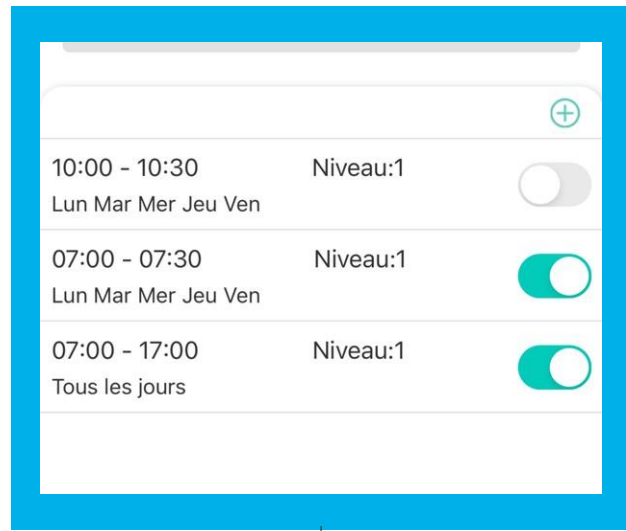 10:00 - 10:30 Niveau:1
Lun Mar Mer Jeu Ven
07:00 - 07:30 Niveau:1
Lun Mar Mer Jeu Ven
07:00 - 17:00 Niveau:1
Tous les jours